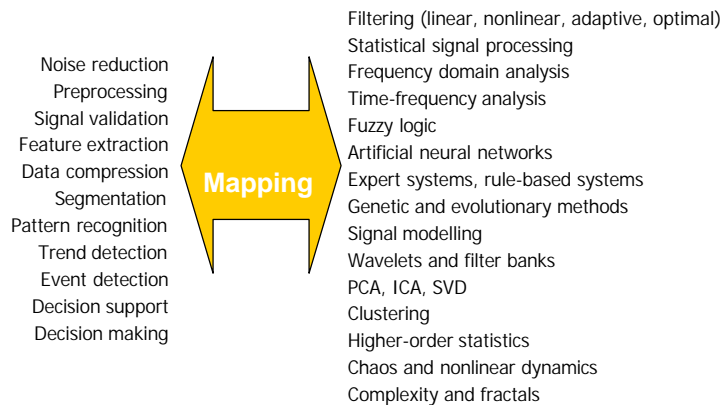 Noise reduction
Preprocessing
Signal validation
Feature extraction
Data compression
Segmentation
Pattern recognition
Trend detection
Event detection
Decision support
Decision making
Mapping
Filtering (linear, nonlinear, adaptive, optimal)
Statistical signal processing
Frequency domain analysis
Time-frequency analysis
Fuzzy logic
Artificial neural networks
Expert systems, rule-based systems
Genetic and evolutionary methods
Signal modelling
Wavelets and filter banks
PCA, ICA, SVD
Clustering
Higher-order statistics
Chaos and nonlinear dynamics
Complexity and fractals